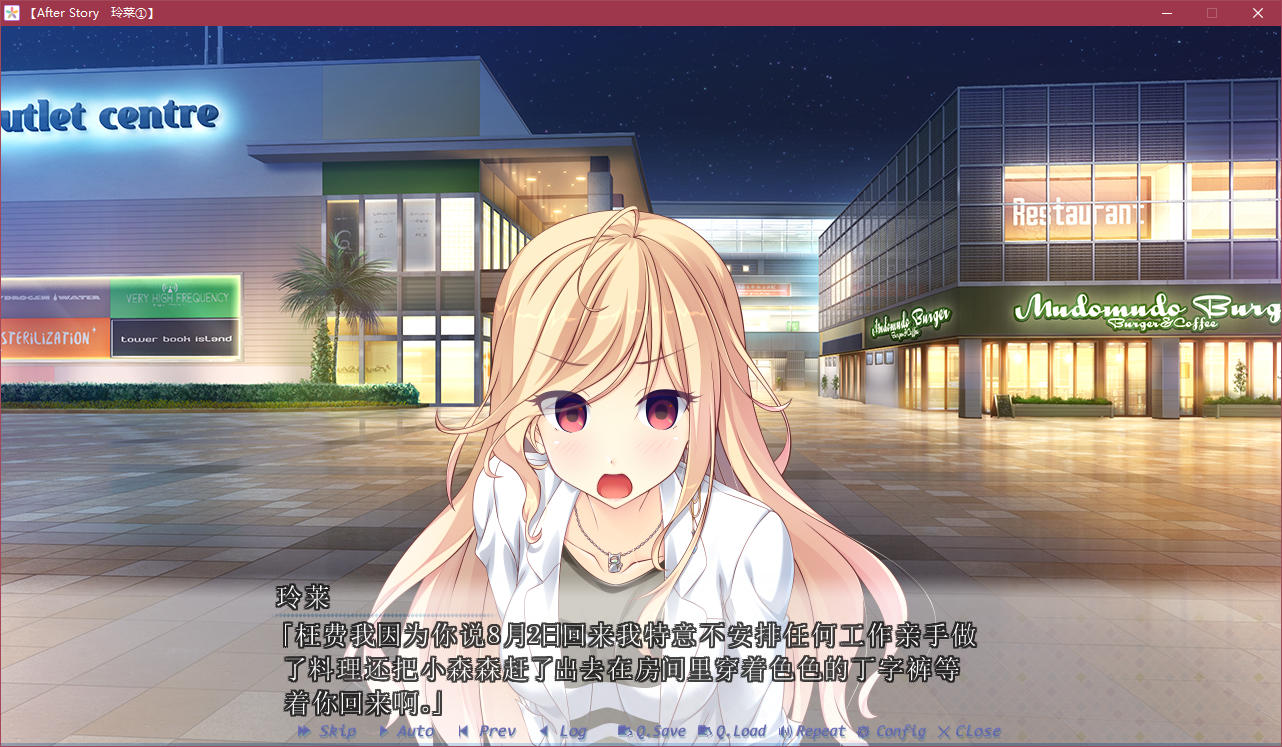 【After Story 玲菜①】
utlet centre
Restaurant
VERY HIGH FREQUENCY
Mudomudo Burg
Burger&Coffee
Mudomudo Burger
Burger&Coffee
STERILIZATION
tower book island
玲菜
「枉费我因为你说8月2日回来我特意不安排任何工作亲手做
了料理还把小森森赶了出去在房间里穿着色色的丁字裤等
着你回来啊。」
Skip Auto Prev Log Q.Save Q.Load Repeat Config Close